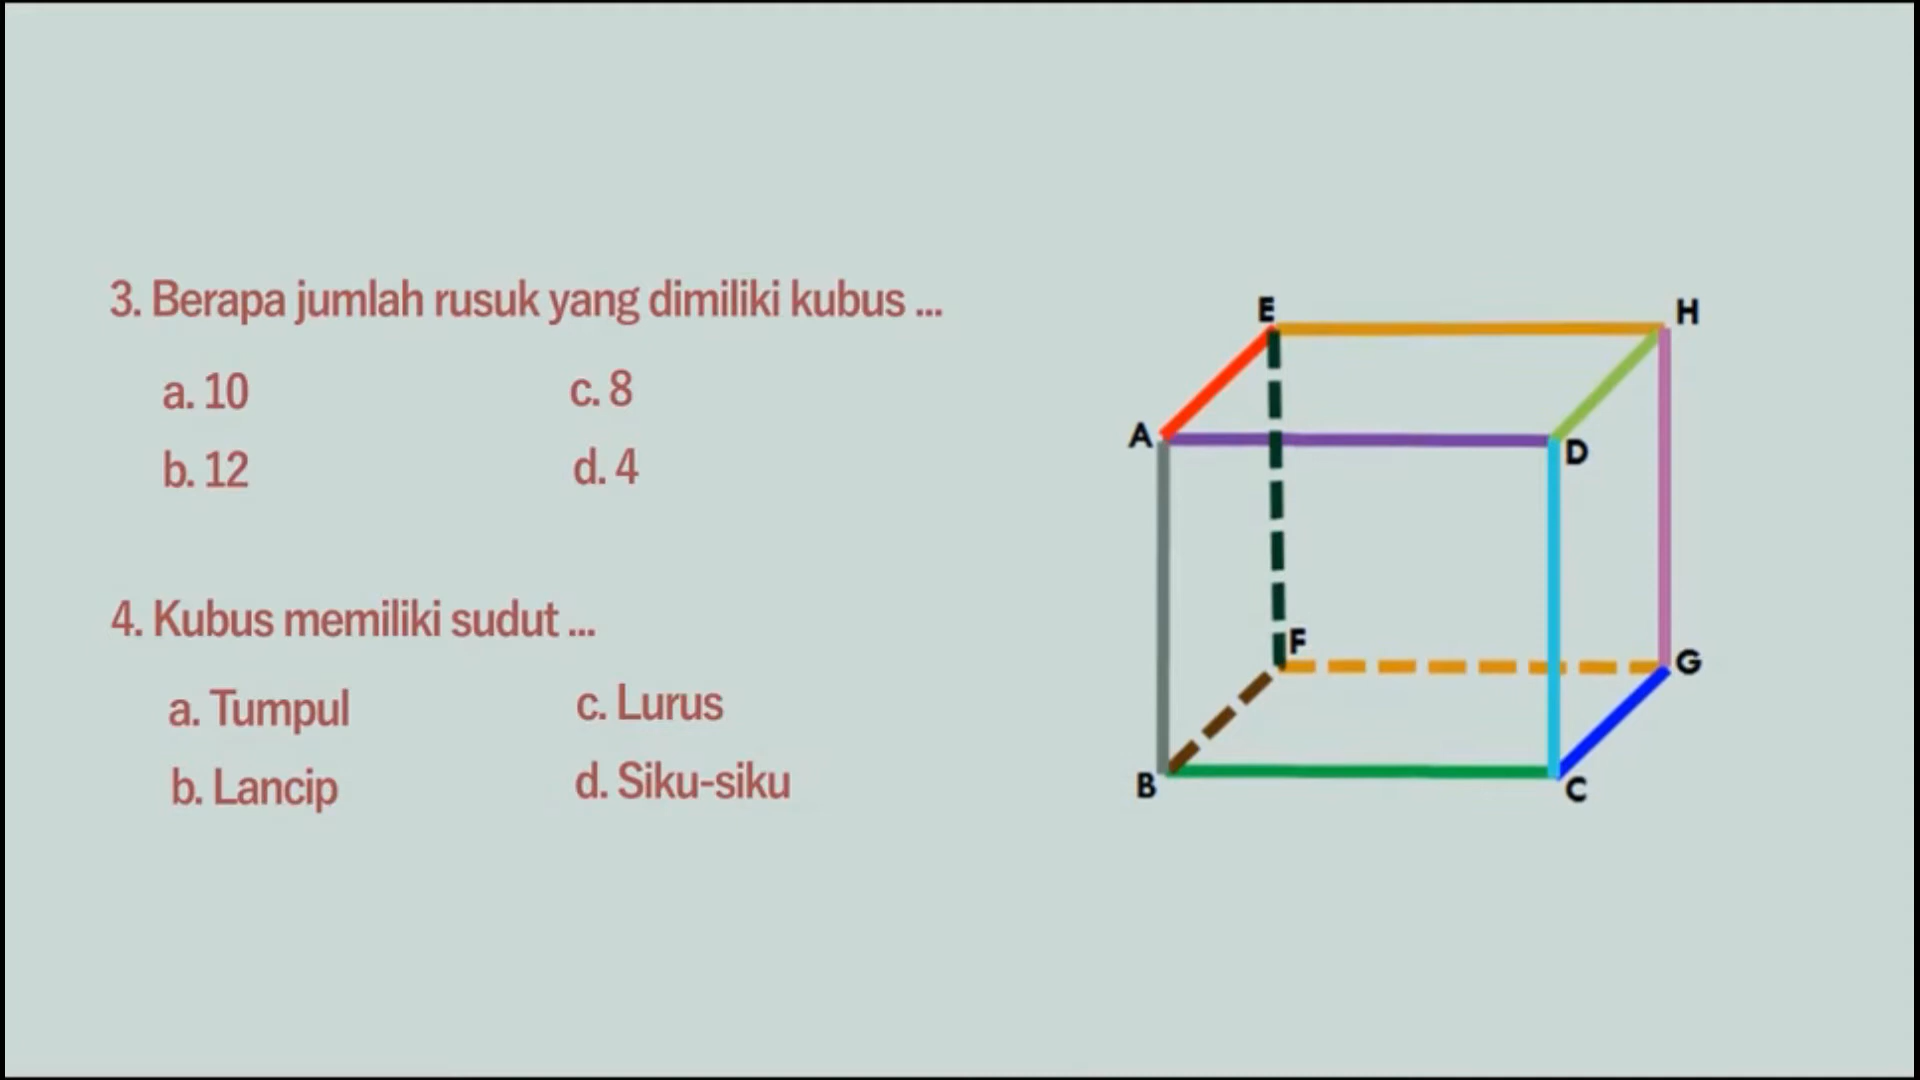 3. Berapa jumlah rusuk yang dimiliki kubus ...
a. 10
c. 8
b. 12
d. 4
4. Kubus memiliki sudut ...
a. Tumpul
c. Lurus
b. Lancip
d. Siku-siku
E
H
A
D
F
G
B
C